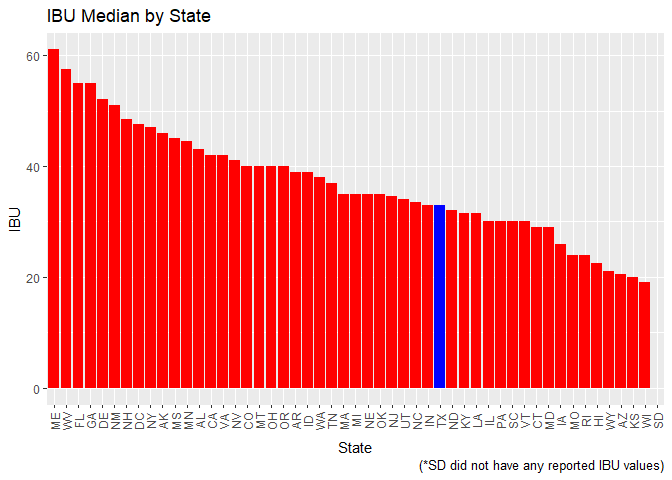 IBU Median by State
60
40
20
0
IBU
ME WV FL GA DE NM NH DC NY AK MS MN AL CA VA NV CO MT OH OR AR ID WA TN MA MI NE OK NJ UT NC IN TX ND KY LA IL PA SC VT CT MD IA MO RI HI WY AZ KS WI SD
State
(*SD did not have any reported IBU values)